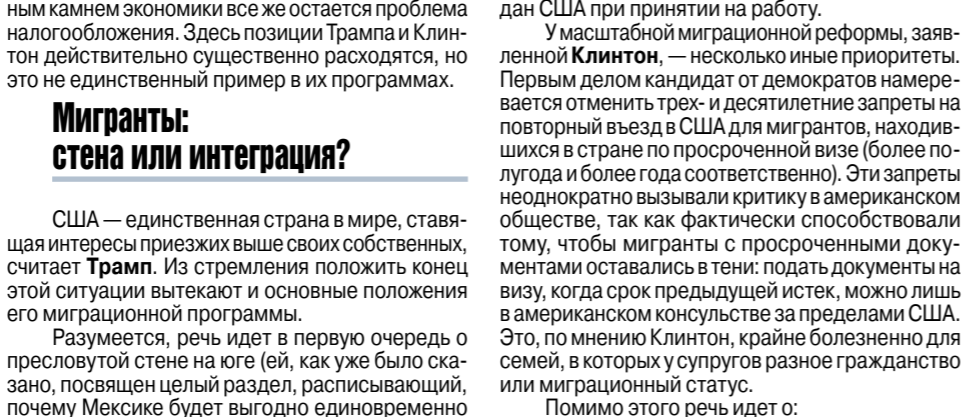 ным камнем экономики все же остается проблема
налогообложения. Здесь позиции Трампа и Клин-
тон действительно существенно расходятся, но
это не единственный пример в их программах.
Мигранты:
стена или интеграция?
США — единственная страна в мире, ставя-
щая интересы приезжих выше своих собственных,
считает Трамп. Из стремления положить конец
этой ситуации вытекают и основные положения
его миграционной программы.
Разумеется, речь идет в первую очередь о
пресловутой стене на юге (ей, как уже было ска-
зано, посвящен целый раздел, расписывающий,
почему Мексике будет выгодно единовременно
дан США при принятии на работу.
У масштабной миграционной реформы, заяв-
ленной Клинтон, — несколько иные приоритеты.
Первым делом кандидат от демократов намере-
вается отменить трех- и десятилетние запреты на
повторный въезд в США для мигрантов, находив-
шихся в стране по просроченной визе (более по-
лугода и более года соответственно). Эти запреты
неоднократно вызывали критику в американском
обществе, так как фактически способствовали
тому, чтобы мигранты с просроченными доку-
ментами оставались в тени: подать документы на
визу, когда срок предыдущей истек, можно лишь
в американском консульстве за пределами США.
Это, по мнению Клинтон, крайне болезненно для
семей, в которых у супругов разное гражданство
или миграционный статус.
Помимо этого речь идет о: